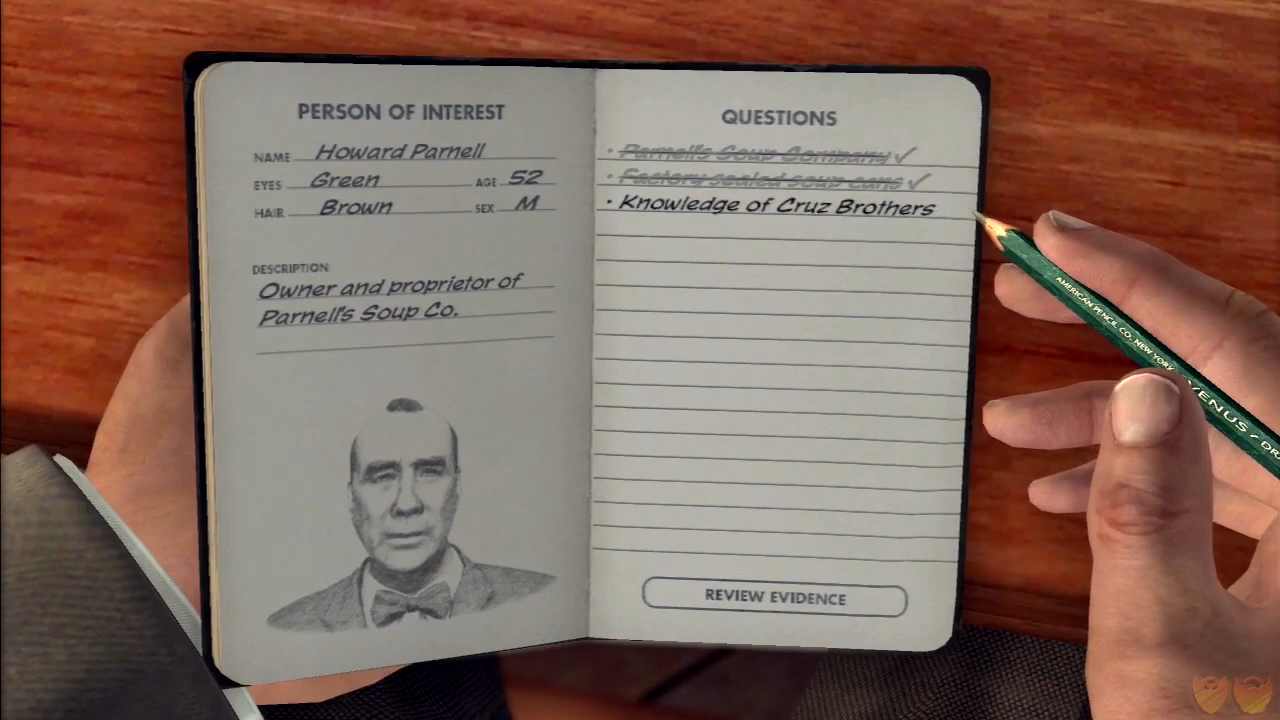 PERSON OF INTEREST
NAME Howard Parnell
EYES Green AGE 52
HAIR Brown SEX M
DESCRIPTION
Owner and proprietor of
Parnell's Soup Co.
QUESTIONS
· Parnell's Soup Company ✓
· Factory sealed soup cans ✓
· Knowledge of Cruz Brothers
REVIEW EVIDENCE
AMERICAN PENCIL CO. NEW YORK VENUS / DRA